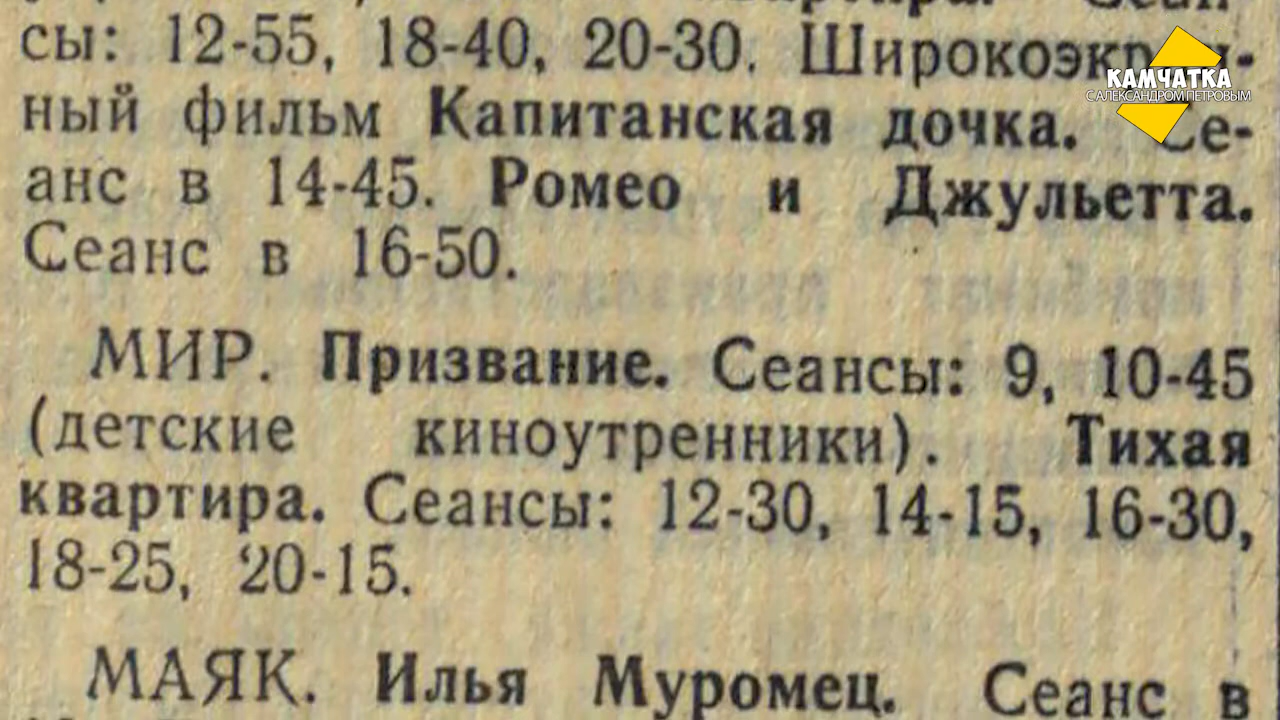 сы: 12-55, 18-40, 20-30. Широкоэкран-
ный фильм Капитанская дочка. Се-
анс в 14-45. Ромео и Джульетта.
Сеанс в 16-50.
МИР. Призвание. Сеансы: 9, 10-45
(детские киноутренники). Тихая
квартира. Сеансы: 12-30, 14-15, 16-30,
18-25, 20-15.
МАЯК. Илья Муромец. Сеанс в
КАМЧАТКА
С АЛЕКСАНДРОМ ПЕТРОВЫМ